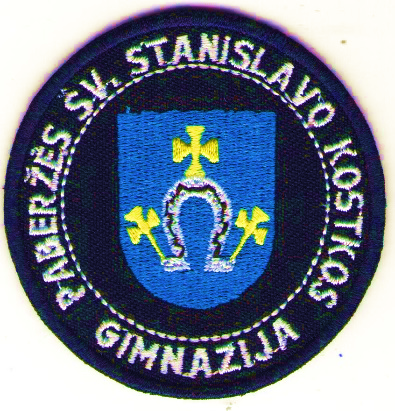 PABERŽĖS ŠV. STANISLAVO KOSTKOS
GIMNAZIJA